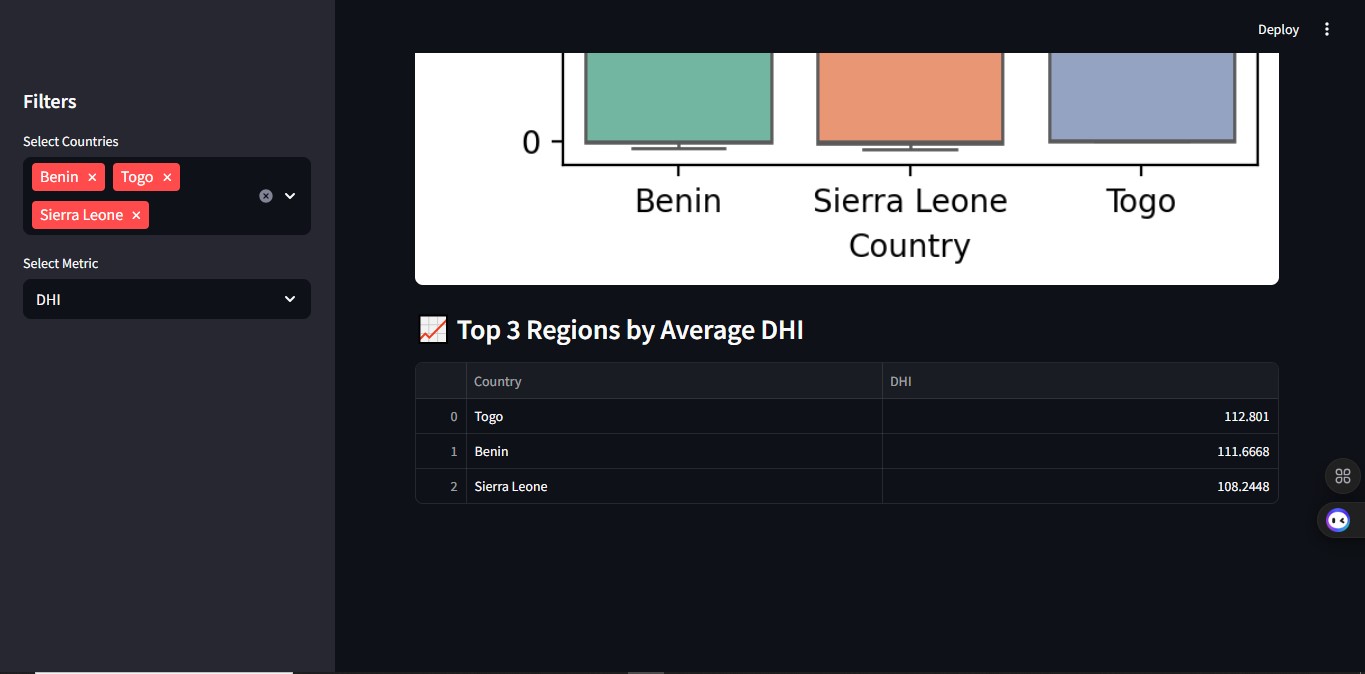 Deploy
Filters
Select Countries
Benin Togo
Sierra Leone
Select Metric
DHI
0
Benin Sierra Leone Togo
Country
Top 3 Regions by Average DHI
Country DHI
0 Togo 112.801
1 Benin 111.6668
2 Sierra Leone 108.2448